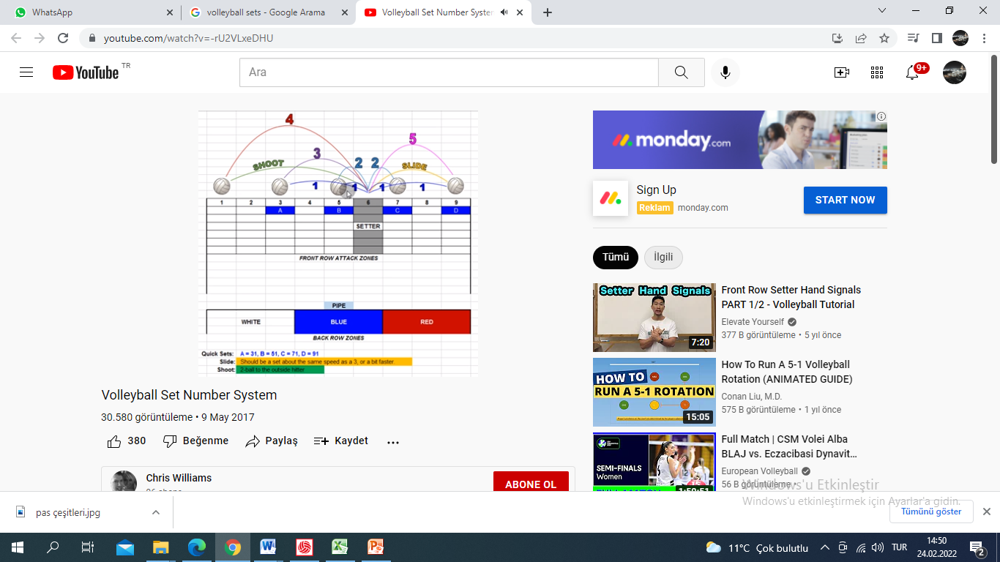 WhatsApp
volleyball sets - Google Arama
Volleyball Set Number System
youtube.com/watch?v=-rU2VLxeDHU
YouTube TR
Ara
9+
4
5
3
2 2
SHOOT
SLIDE
1 1 1 1
1 2 3 4 5 6 7 8 9
A B C D
SETTER
FRONT ROW ATTACK ZONES
PIPE
WHITE BLUE RED
BACK ROW ZONES
Quick Sets: A = 31, B = 51, C = 71, D = 91
Slide: Should be a set about the same speed as a 3, or a bit faster.
Shoot: 2-ball to the outside hitter
Volleyball Set Number System
30.580 görüntüleme • 9 May 2017
380 Beğenme Paylaş Kaydet
Chris Williams
ABONE OL
monday.com
Sign Up
Reklam monday.com
START NOW
Tümü İlgili
Setter Hand Signals
7:20
Front Row Setter Hand Signals
PART 1/2 - Volleyball Tutorial
Elevate Yourself
377 B görüntüleme • 5 yıl önce
HOW TO
RUN A 5-1 ROTATION
15:05
How To Run A 5-1 Volleyball
Rotation (ANIMATED GUIDE)
Conan Liu, M.D.
575 B görüntüleme • 1 yıl önce
SEMI-FINALS
Women
FULL MATCH
1:50:51
Full Match | CSM Volei Alba
BLAJ vs. Eczacibasi Dynavit…
European Volleyball
56 B görüntüleme •
Windows'u Etkinleştir
Windows'u etkinleştirmek için Ayarlar'a gidin.
pas çeşitleri.jpg
Tümünü göster
11°C Çok bulutlu
TUR
14:50
24.02.2022
2